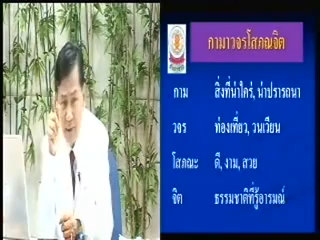 กามาวจรโสภณจิต
กาม สิ่งที่น่าใคร่, น่าปรารถนา
วจร ท่องเที่ยว, วนเวียน
โสภณะ ดี, งาม, สวย
จิต ธรรมชาติที่รู้อารมณ์